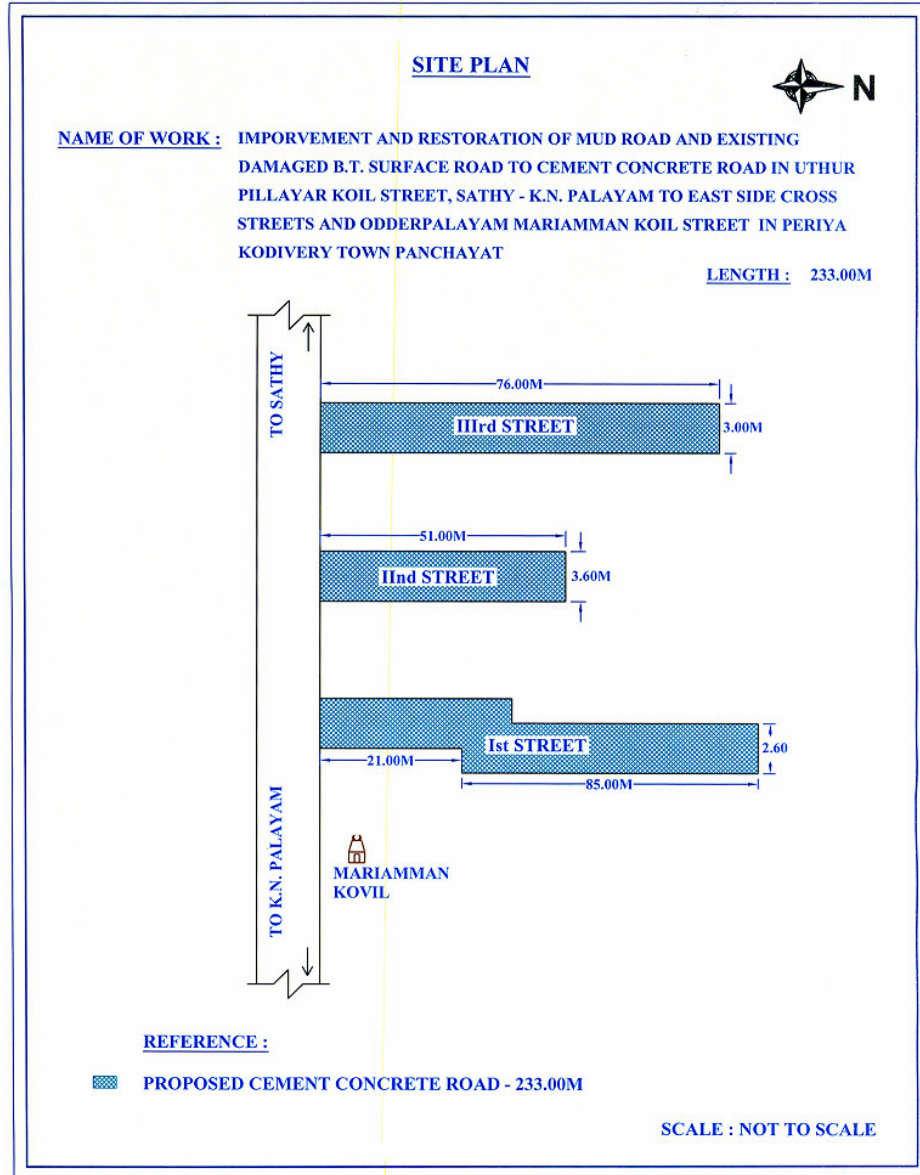 SITE PLAN
N
NAME OF WORK : IMPORVEMENT AND RESTORATION OF MUD ROAD AND EXISTING
DAMAGED B.T. SURFACE ROAD TO CEMENT CONCRETE ROAD IN UTHUR
PILLAYAR KOIL STREET, SATHY - K.N. PALAYAM TO EAST SIDE CROSS
STREETS AND ODDERPALAYAM MARIAMMAN KOIL STREET IN PERIYA
KODIVERY TOWN PANCHAYAT
LENGTH : 233.00M
TO SATHY
76.00M
IIIrd STREET
3.00M
51.00M
IInd STREET
3.60M
Ist STREET
2.60
21.00M
85.00M
TO K.N. PALAYAM
MARIAMMAN
KOVIL
REFERENCE :
PROPOSED CEMENT CONCRETE ROAD - 233.00M
SCALE : NOT TO SCALE